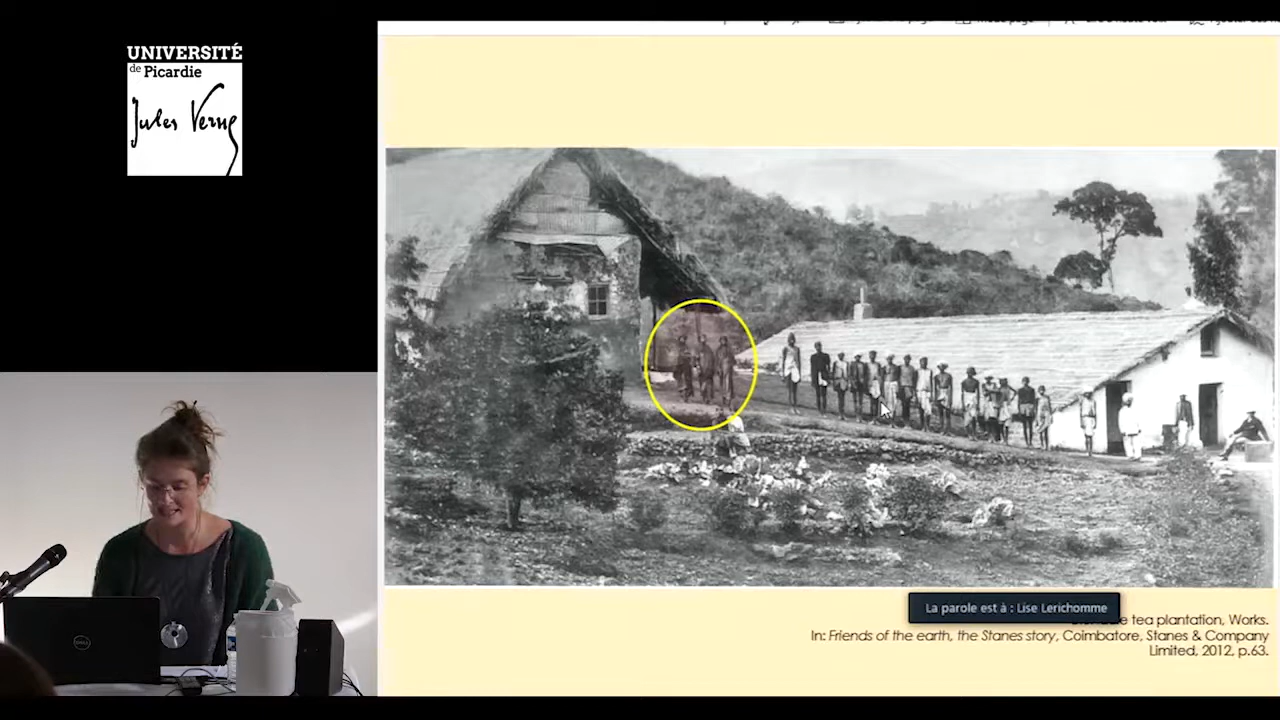 UNIVERSITÉ
de Picardie
Jules Verne
La parole est à : Lise Lerichomme
tea plantation, Works.
In: Friends of the earth, the Stanes story, Coimbatore, Stanes & Company
Limited, 2012, p.63.
DELL